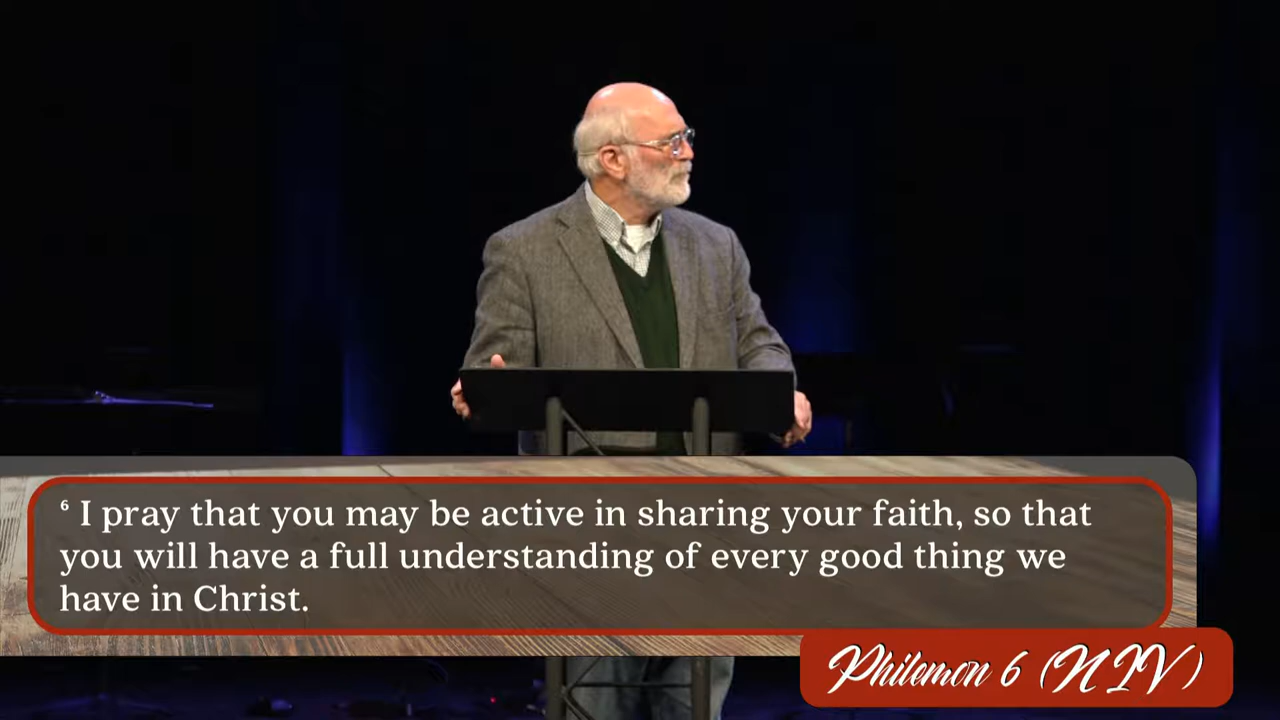 ⁶ I pray that you may be active in sharing your faith, so that
you will have a full understanding of every good thing we
have in Christ.
Philemon 6 (NIV)